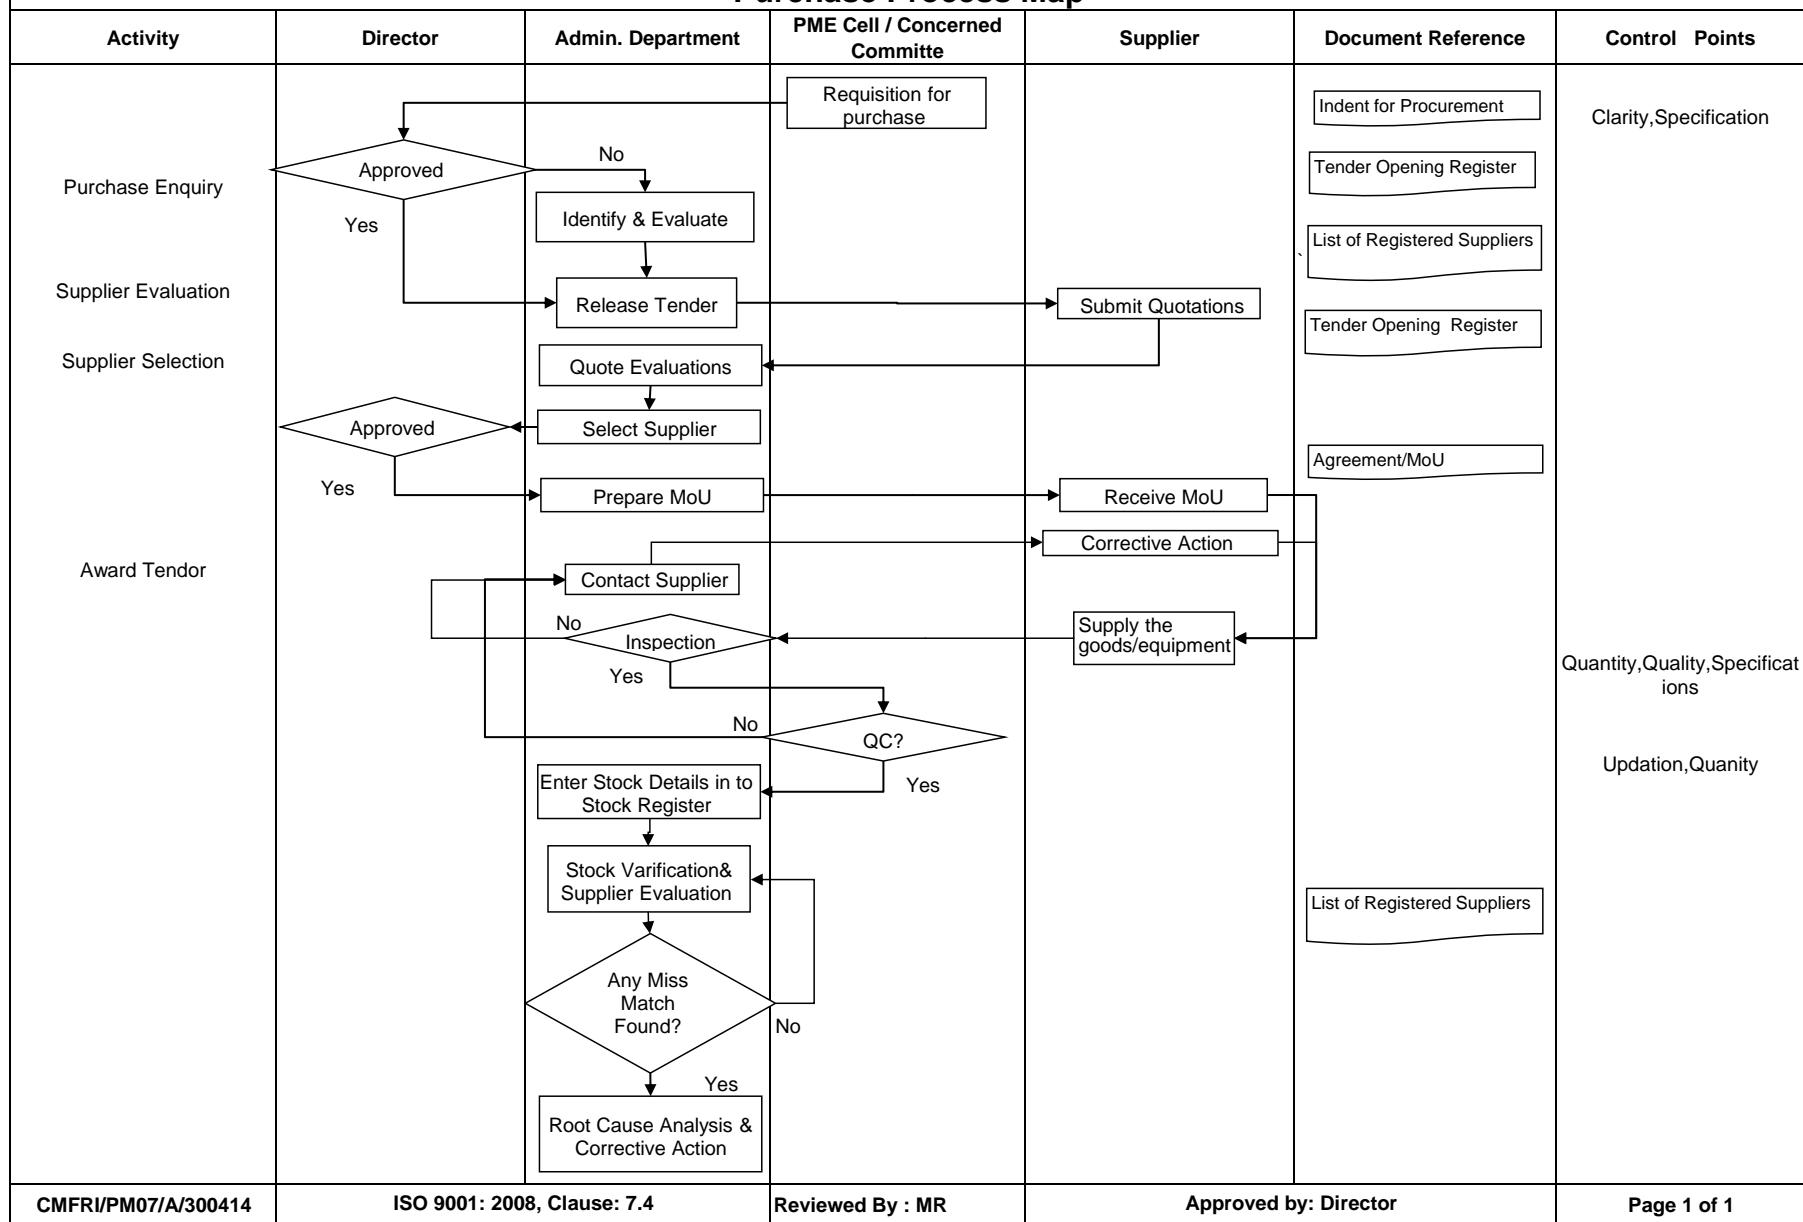 Purchase Process Map
Activity
Director
Admin. Department
PME Cell / Concerned
Committe
Supplier
Document Reference
Control Points
Requisition for
purchase
Indent for Procurement
Clarity,Specification
Approved
No
Tender Opening Register
Purchase Enquiry
Identify & Evaluate
Yes
List of Registered Suppliers
`
Supplier Evaluation
Release Tender
Submit Quotations
Tender Opening Register
Supplier Selection
Quote Evaluations
Approved
Select Supplier
Agreement/MoU
Yes
Prepare MoU
Receive MoU
Corrective Action
Award Tendor
Contact Supplier
No
Inspection
Supply the
goods/equipment
Yes
Quantity,Quality,Specificat
ions
No
QC?
Updation,Quanity
Enter Stock Details in to
Stock Register
Yes
Stock Varification&
Supplier Evaluation
List of Registered Suppliers
Any Miss
Match
Found?
No
Yes
Root Cause Analysis &
Corrective Action
CMFRI/PM07/A/300414
ISO 9001: 2008, Clause: 7.4
Reviewed By : MR
Approved by: Director
Page 1 of 1